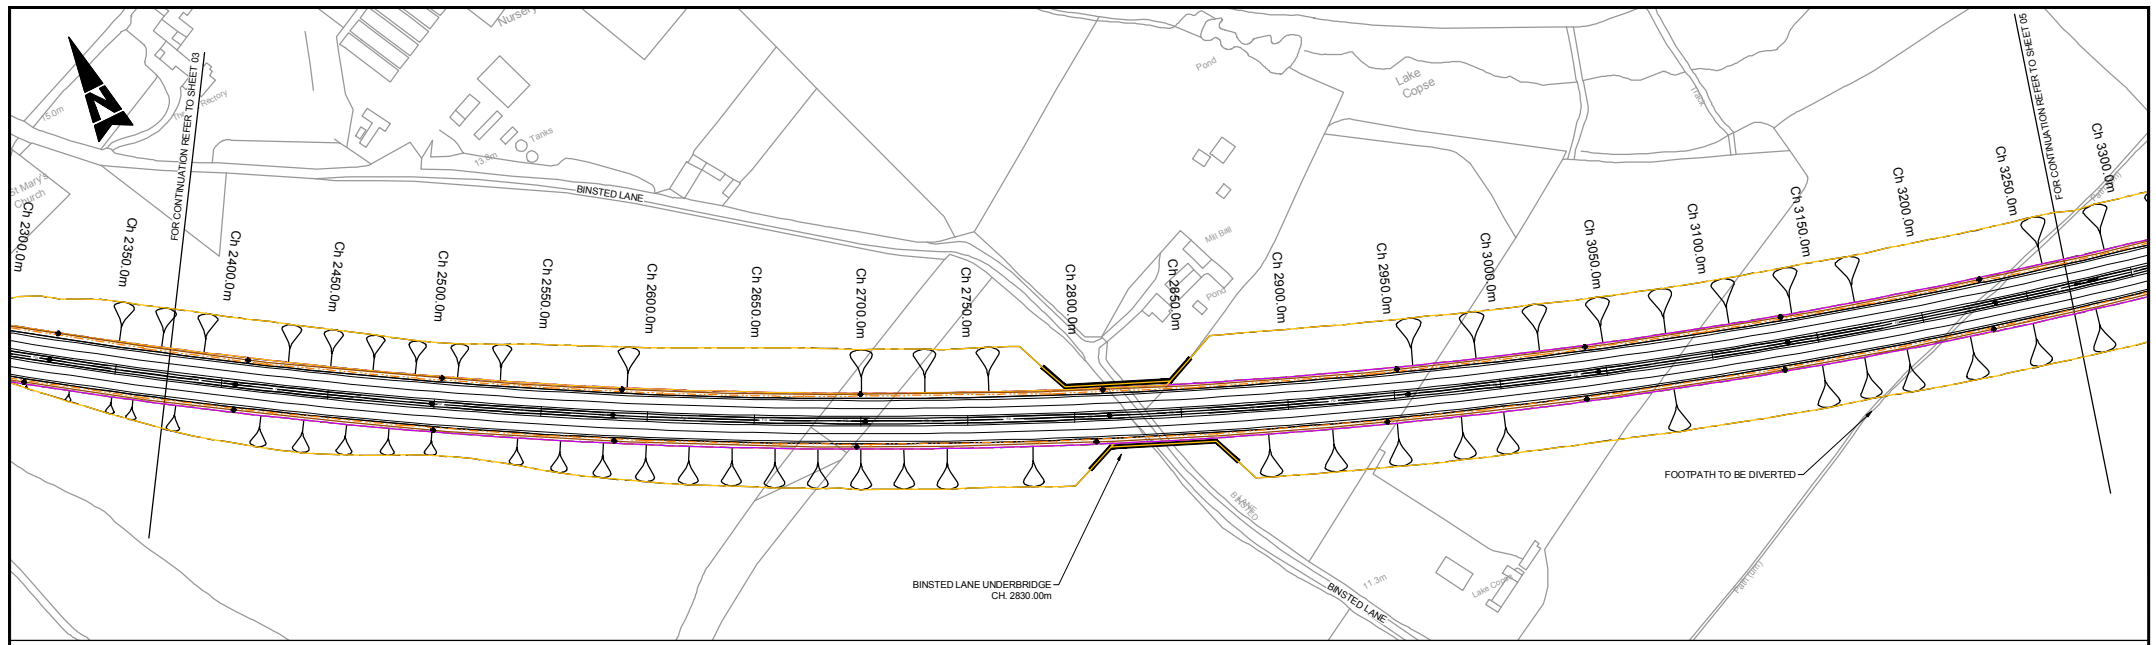 Nursery
Pond
Lake
Copse
Track
FOR CONTINUATION REFER TO SHEET 03
FOR CONTINUATION REFER TO SHEET 05
N
15.0m
The
Rectory
Tanks
13.8m
St Mary's
Church
BINSTED LANE
Mill Ball
Pond
Ch 2300.0m
Ch 2350.0m
Ch 2400.0m
Ch 2450.0m
Ch 2500.0m
Ch 2550.0m
Ch 2600.0m
Ch 2650.0m
Ch 2700.0m
Ch 2750.0m
Ch 2800.0m
Ch 2850.0m
Ch 2900.0m
Ch 2950.0m
Ch 3000.0m
Ch 3050.0m
Ch 3100.0m
Ch 3150.0m
Ch 3200.0m
Ch 3250.0m
Ch 3300.0m
FOOTPATH TO BE DIVERTED
BINSTED
LANE
BINSTED LANE UNDERBRIDGE
CH. 2830.00m
11.3m
Lake Copse
BINSTED LANE
Path (um)